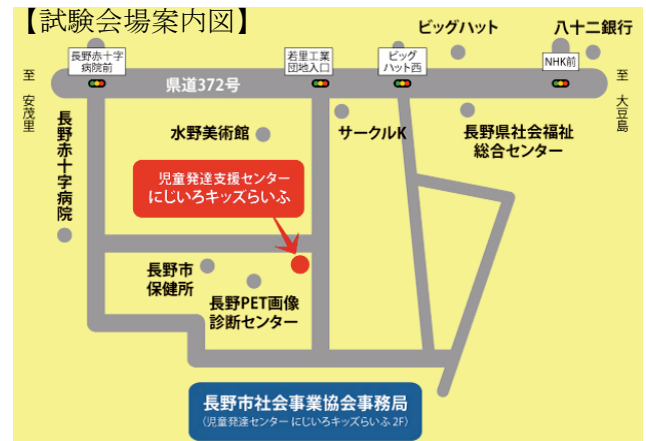 【試験会場案内図】
ビッグハット
八十二銀行
長野赤十字
病院前
若里工業
団地入口
ビッグ
ハット西
NHK前
至 安茂里
県道372号
至 大豆島
長野赤十字病院
水野美術館
サークルK
長野県社会福祉
総合センター
児童発達支援センター
にじいろキッズらいふ
長野市
保健所
長野PET画像
診断センター
長野市社会事業協会事務局
(児童発達センター にじいろキッズらいふ 2F)